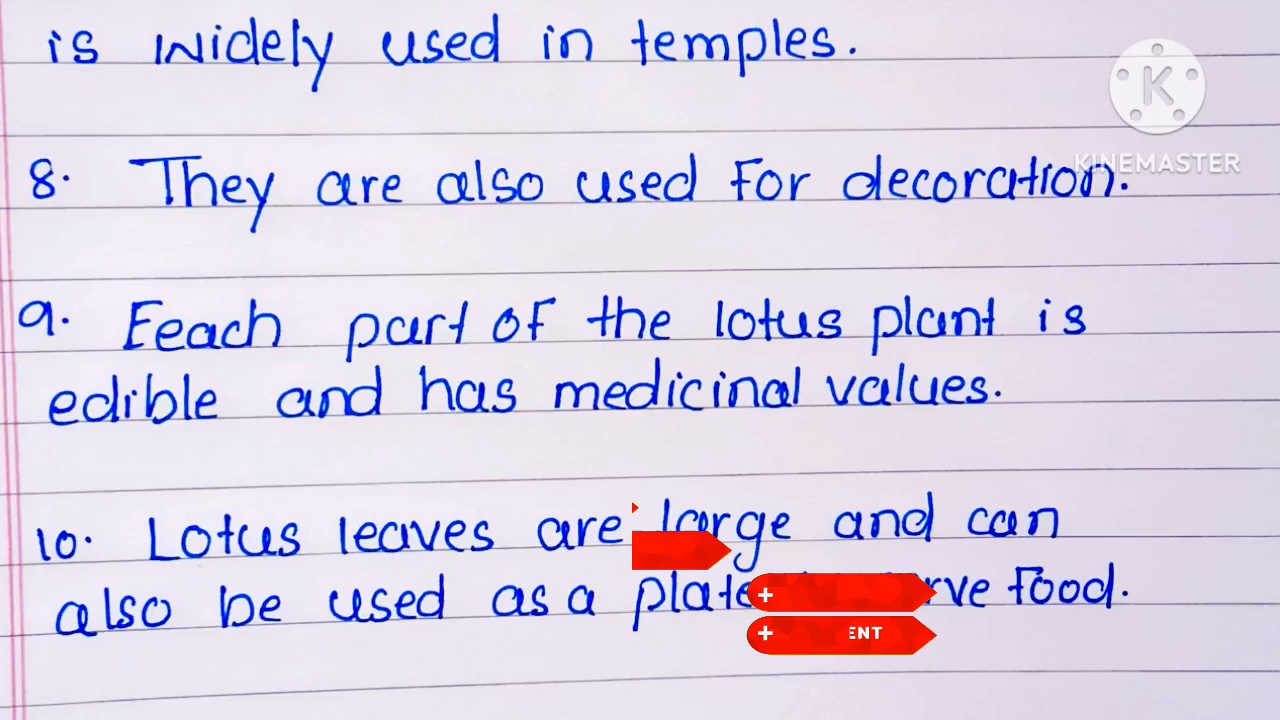 is widely used in temples.
KINEMASTER
8. They are also used for decoration.
9. Eeach part of the lotus plant is
edible and has medicinal values.
10. Lotus leaves are large and can
also be used as a plate food.
+
+ ENT